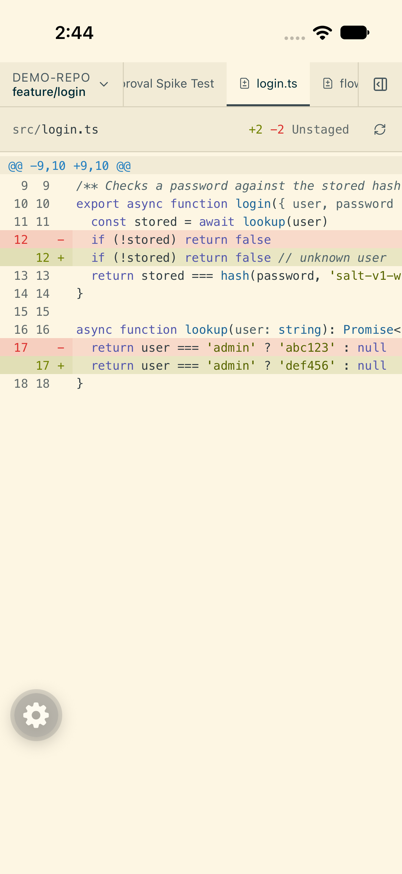 2:44
DEMO-REPO
feature/login
proval Spike Test
login.ts
flow
src/login.ts
+2 −2 Unstaged
@@ −9,10 +9,10 @@
9 9 /** Checks a password against the stored hash
10 10 export async function login({ user, password
11 11 const stored = await lookup(user)
12 - if (!stored) return false
12 + if (!stored) return false // unknown user
13 13 return stored === hash(password, 'salt-v1-w
14 14 }
15 15
16 16 async function lookup(user: string): Promise<
17 - return user === 'admin' ? 'abc123' : null
17 + return user === 'admin' ? 'def456' : null
18 18 }